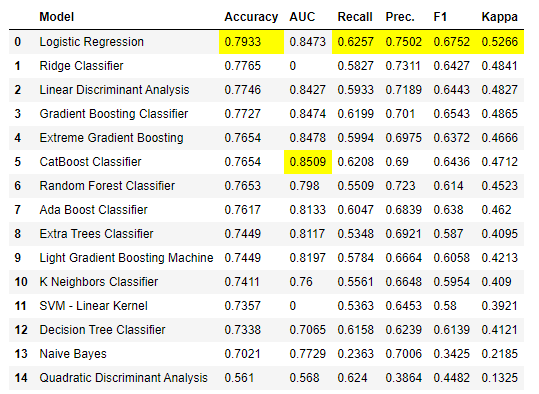 Model Accuracy AUC Recall Prec. F1 Kappa
0 Logistic Regression 0.7933 0.8473 0.6257 0.7502 0.6752 0.5266
1 Ridge Classifier 0.7765 0 0.5827 0.7311 0.6427 0.4841
2 Linear Discriminant Analysis 0.7746 0.8427 0.5933 0.7189 0.6443 0.4827
3 Gradient Boosting Classifier 0.7727 0.8474 0.6199 0.701 0.6543 0.4865
4 Extreme Gradient Boosting 0.7654 0.8478 0.5994 0.6975 0.6372 0.4666
5 CatBoost Classifier 0.7654 0.8509 0.6208 0.69 0.6436 0.4712
6 Random Forest Classifier 0.7653 0.798 0.5509 0.723 0.614 0.4523
7 Ada Boost Classifier 0.7617 0.8133 0.6047 0.6839 0.638 0.462
8 Extra Trees Classifier 0.7449 0.8117 0.5348 0.6921 0.587 0.4095
9 Light Gradient Boosting Machine 0.7449 0.8197 0.5784 0.6664 0.6058 0.4213
10 K Neighbors Classifier 0.7411 0.76 0.5561 0.6648 0.5954 0.409
11 SVM - Linear Kernel 0.7357 0 0.5363 0.6453 0.58 0.3921
12 Decision Tree Classifier 0.7338 0.7065 0.6158 0.6239 0.6139 0.4121
13 Naive Bayes 0.7021 0.7729 0.2363 0.7006 0.3425 0.2185
14 Quadratic Discriminant Analysis 0.561 0.568 0.624 0.3864 0.4482 0.1325